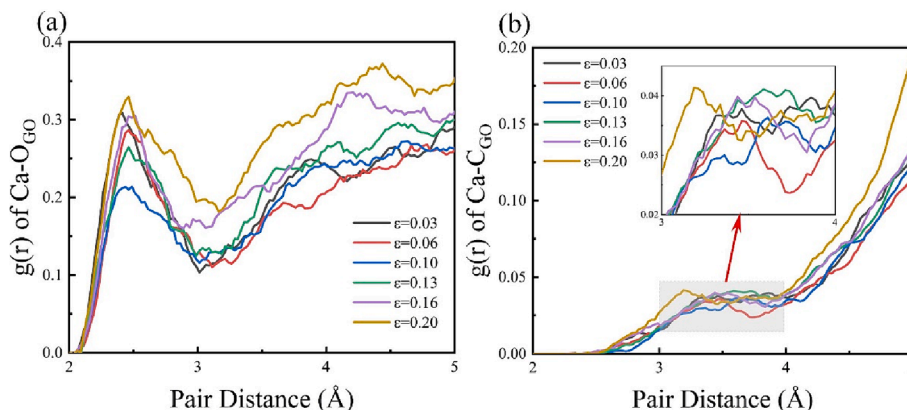 (a)
g(r) of Ca-O_GO
0.4
0.3
0.2
0.1
0.0
2
3
4
5
Pair Distance (Å)
ε=0.03
ε=0.06
ε=0.10
ε=0.13
ε=0.16
ε=0.20
(b)
g(r) of Ca-C_GO
0.20
0.15
0.10
0.05
0.00
2
3
4
Pair Distance (Å)
ε=0.03
ε=0.06
ε=0.10
ε=0.13
ε=0.16
ε=0.20
0.04
0.03
0.02
3
4